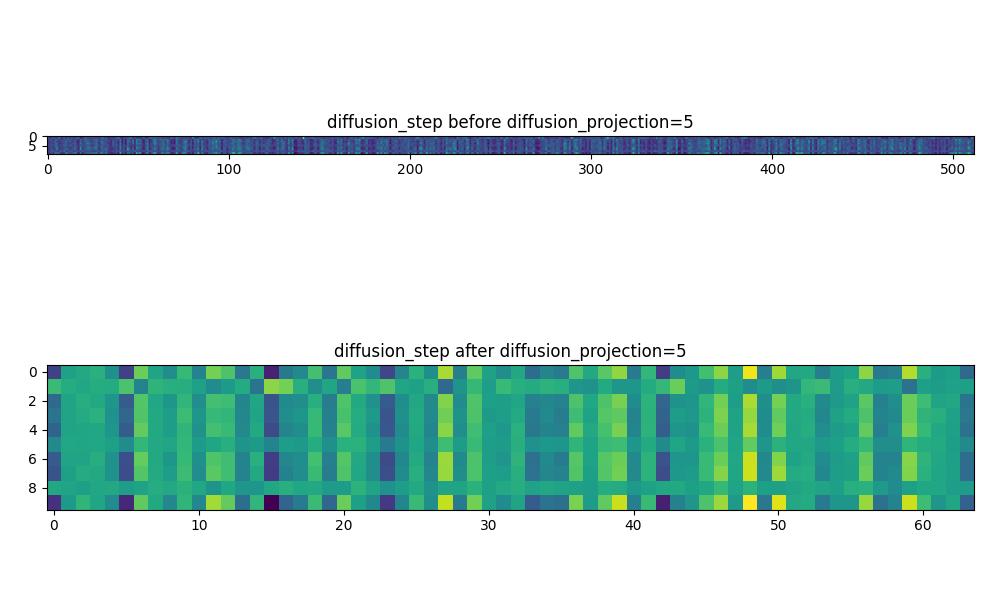 diffusion_step before diffusion_projection=5
0
5
0 100 200 300 400 500
diffusion_step after diffusion_projection=5
0
2
4
6
8
0 10 20 30 40 50 60